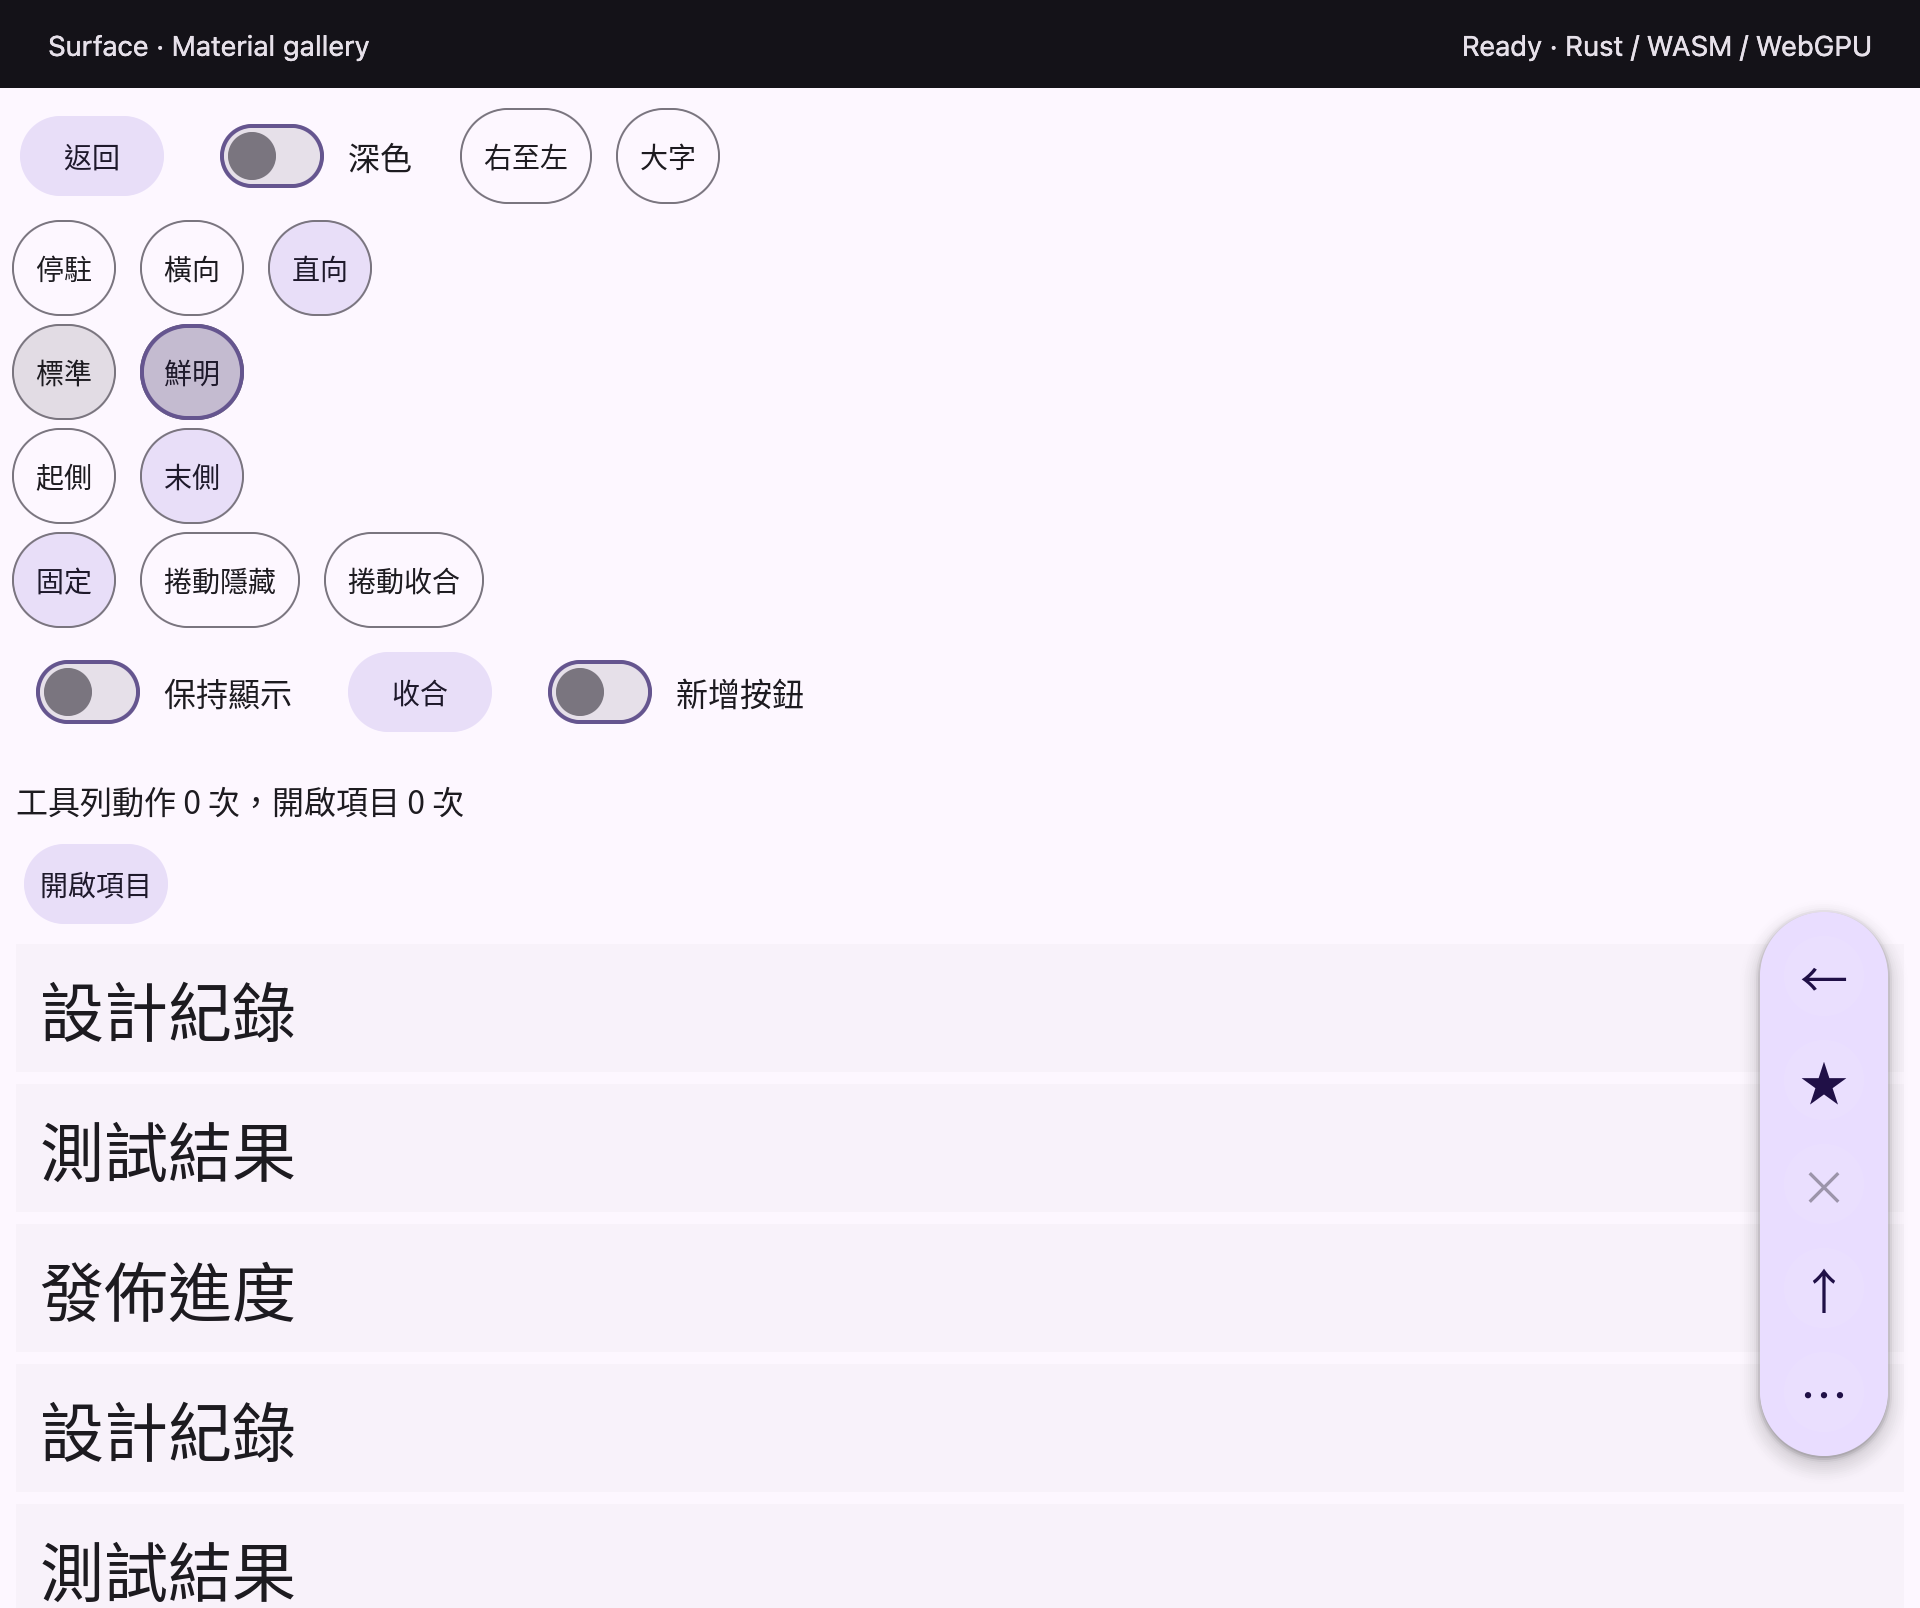 Surface · Material gallery
Ready · Rust / WASM / WebGPU
返回 深色 右至左 大字
停駐 橫向 直向
標準 鮮明
起側 末側
固定 捲動隱藏 捲動收合
保持顯示 收合 新增按鈕
工具列動作 0 次，開啟項目 0 次
開啟項目
設計紀錄
測試結果
發佈進度
設計紀錄
測試結果